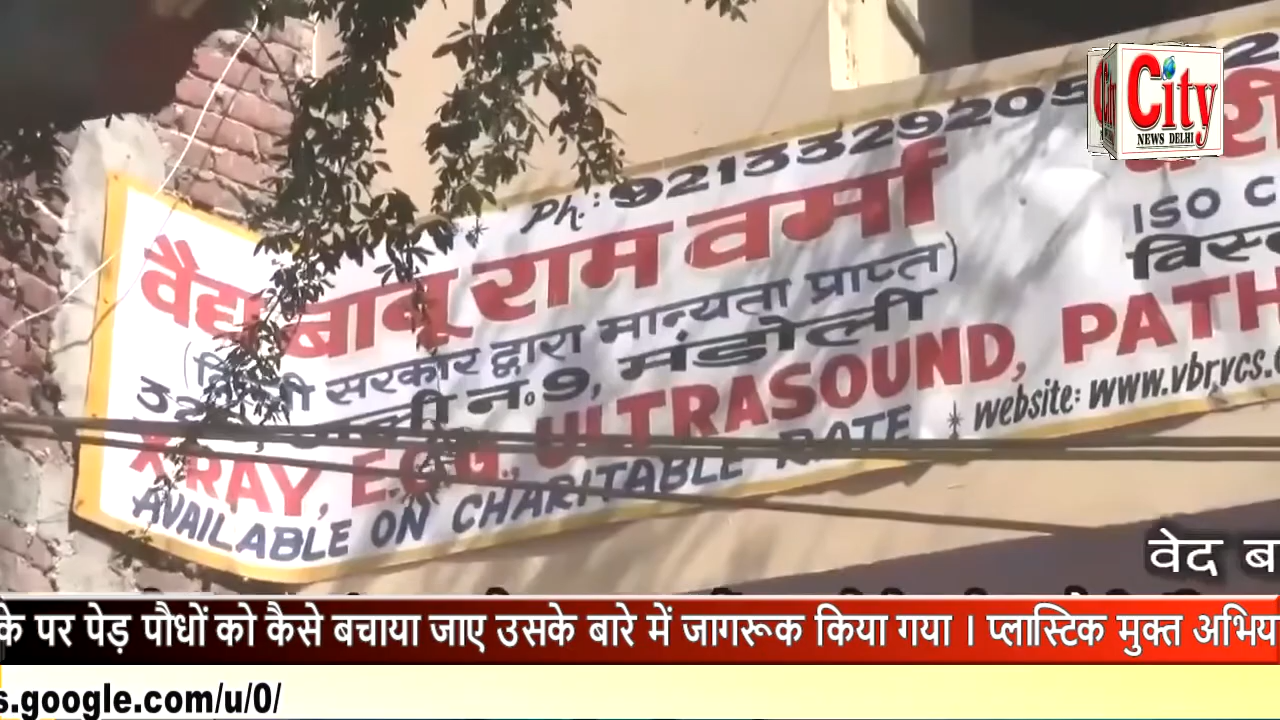 City
NEWS DELHI
Ph.: 9213329205
वैद्य बाबू राम वर्मा
सरकार द्वारा मान्यता प्राप्त)
न॰ 9, मंडोली
X RAY, E.C.G., ULTRASOUND, PATH
AVAILABLE ON CHARITABLE RATE
website: www.vbrvcs.
ISO C
वेद ब
के पर पेड़ पौधों को कैसे बचाया जाए उसके बारे में जागरूक किया गया । प्लास्टिक मुक्त अभिय
s.google.com/u/0/